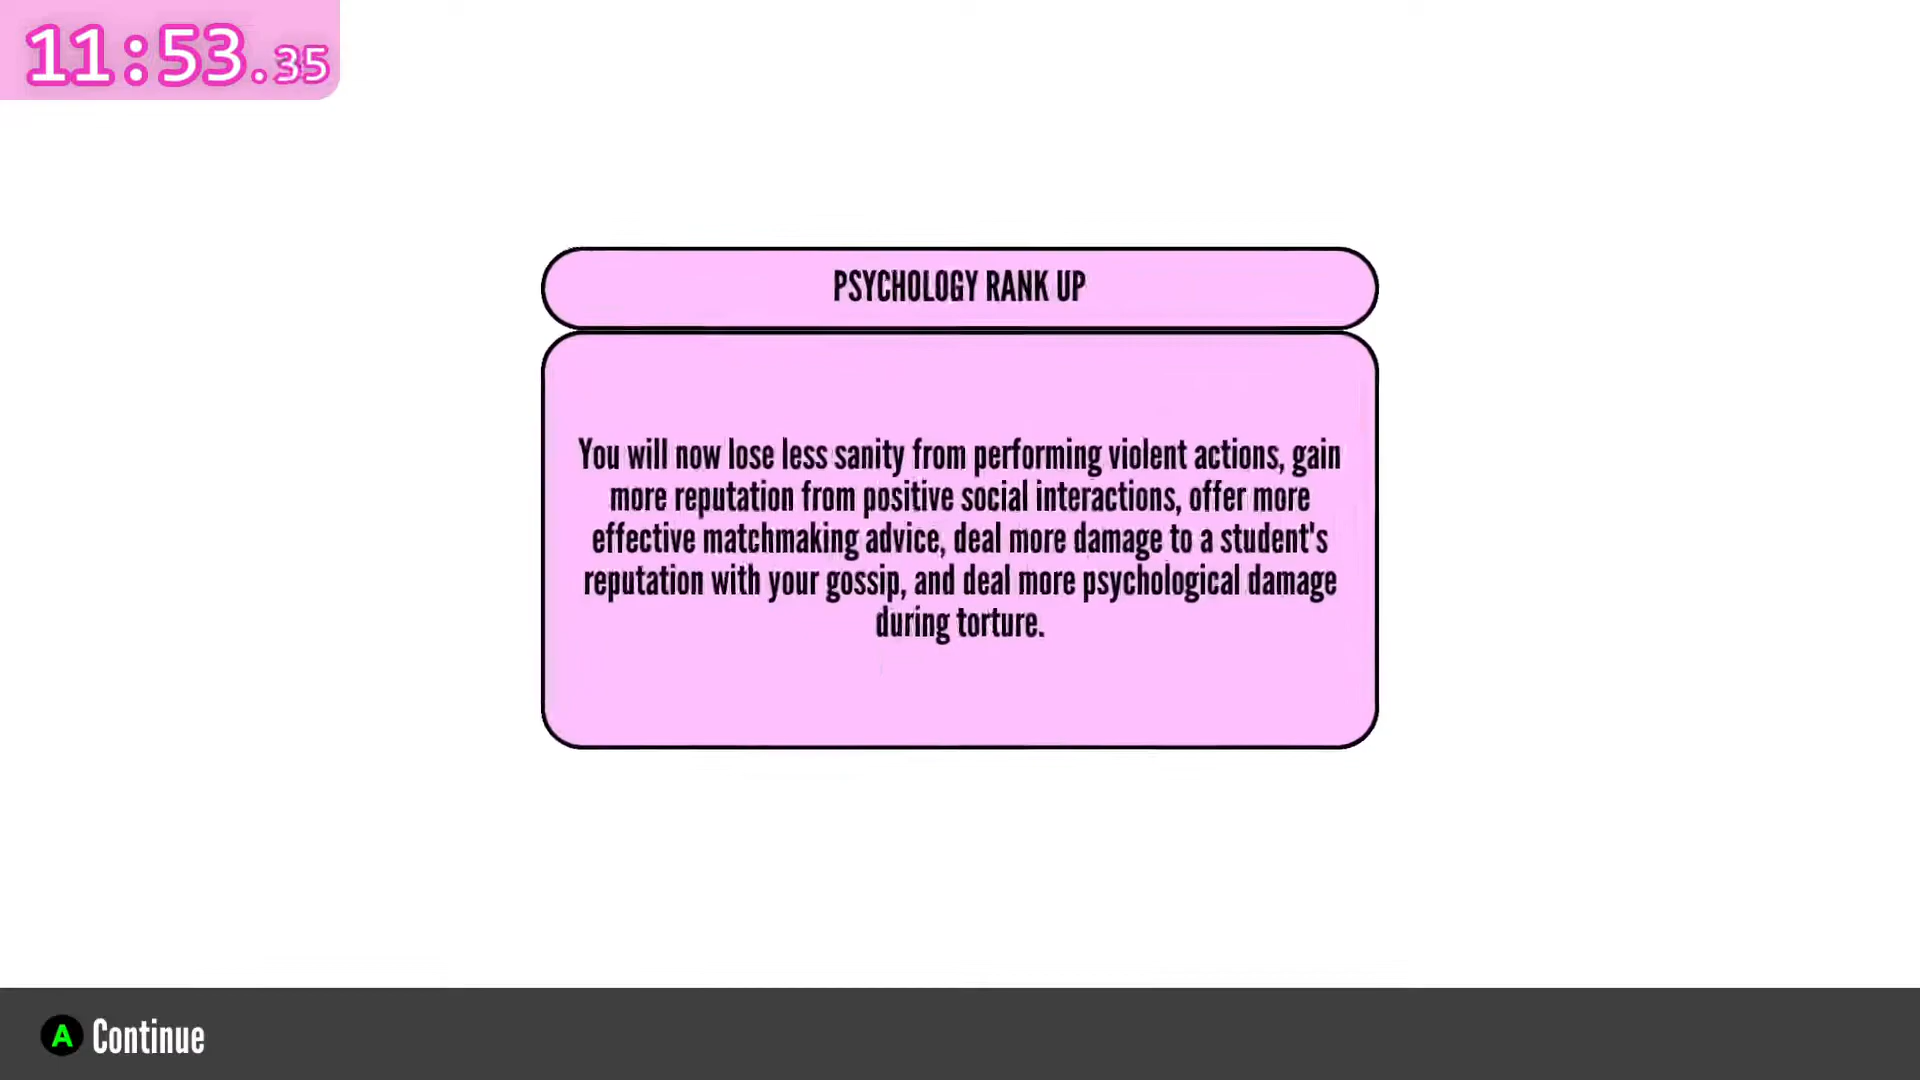 11:53.35
PSYCHOLOGY RANK UP
You will now lose less sanity from performing violent actions, gain
more reputation from positive social interactions, offer more
effective matchmaking advice, deal more damage to a student's
reputation with your gossip, and deal more psychological damage
during torture.
A Continue